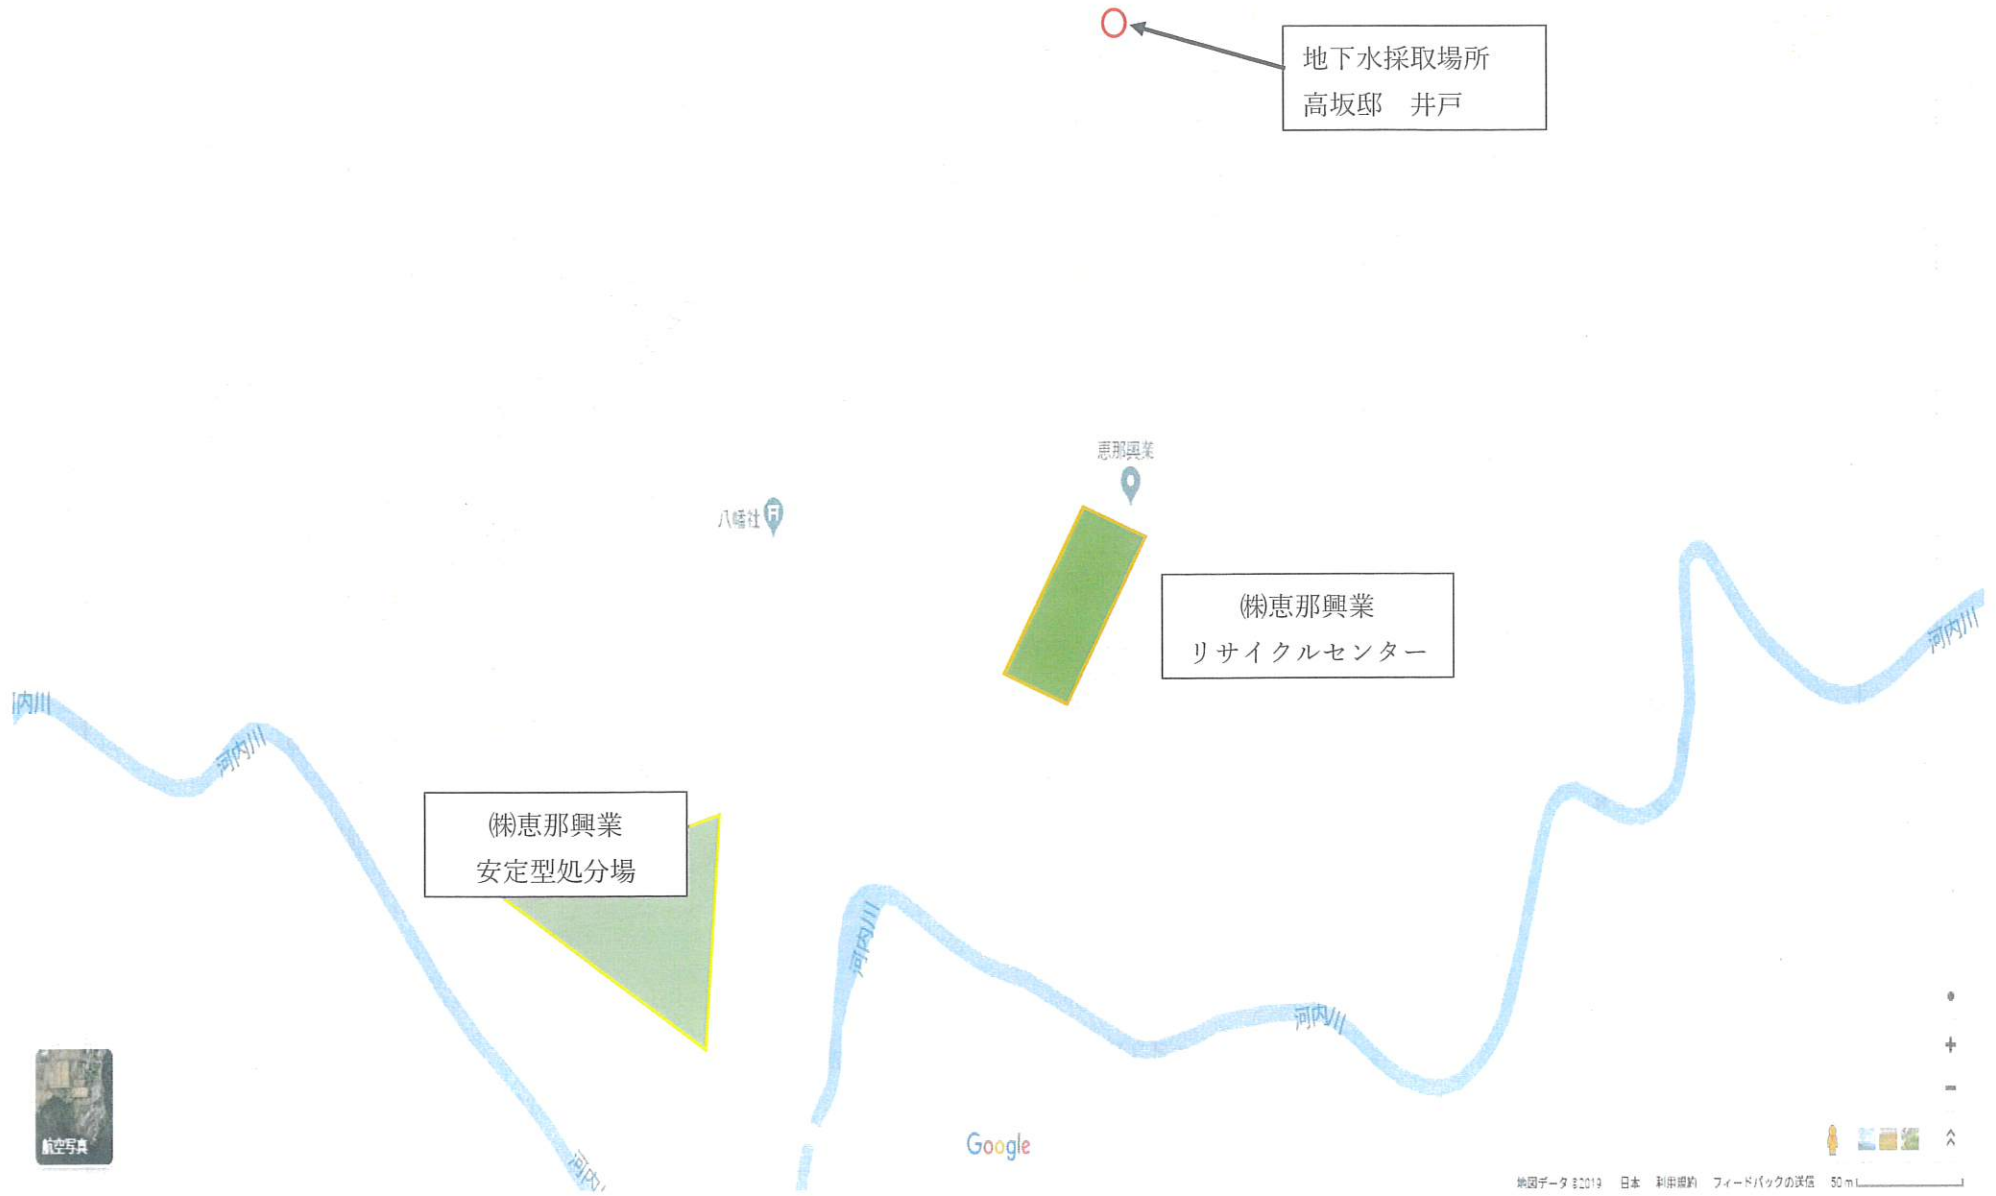 地下水採取場所
高坂邸　井戸
恵那興業
八幡社
㈱恵那興業
リサイクルセンター
河内川
内川
河内川
㈱恵那興業
安定型処分場
河内川
河内川
河内
航空写真
Google
地図データ ©2019　日本　利用規約　フィードバックの送信　50 m